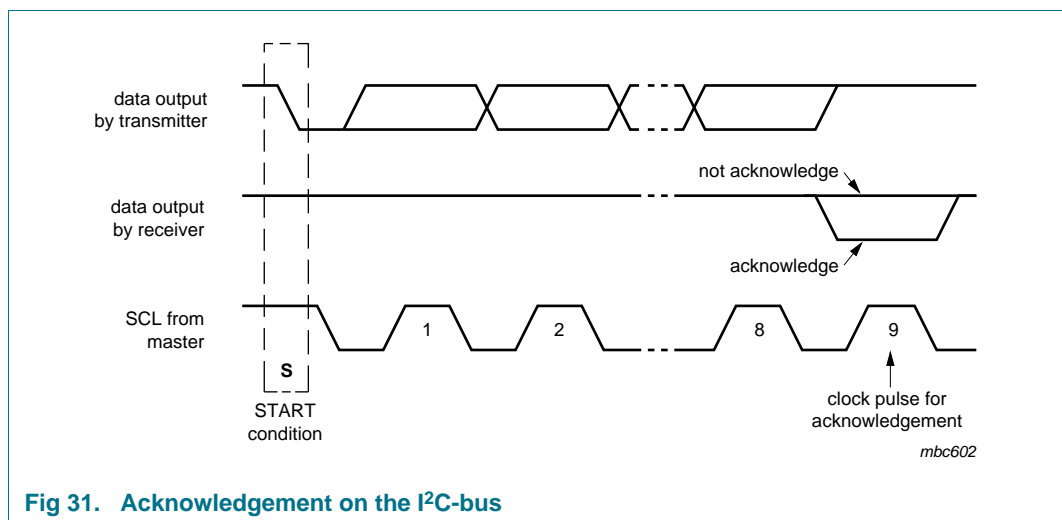 data output
by transmitter
not acknowledge
data output
by receiver
acknowledge
SCL from
master
1
2
8
9
S
START
condition
clock pulse for
acknowledgement
mbc602
Fig 31. Acknowledgement on the I²C-bus